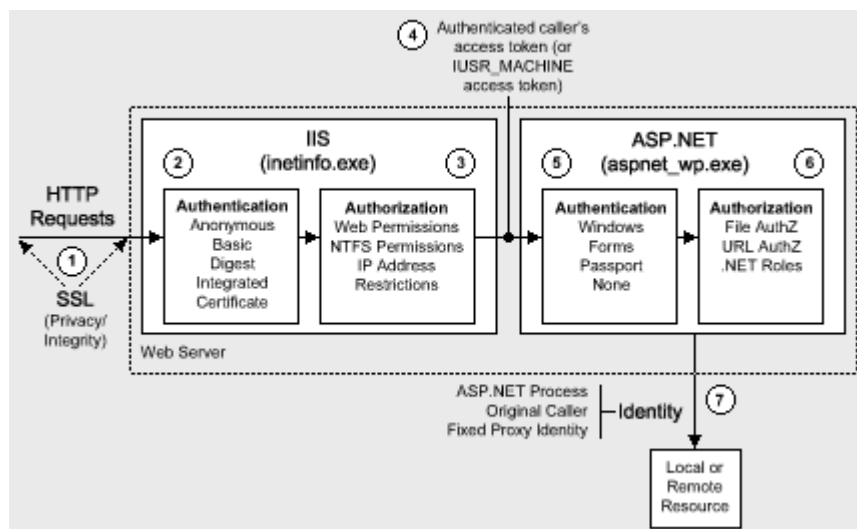 4
Authenticated caller's
access token (or
IUSR_MACHINE
access token)
IIS
(inetinfo.exe)
2
3
Authentication
Anonymous
Basic
Digest
Integrated
Certificate
Authorization
Web Permissions
NTFS Permissions
IP Address
Restrictions
ASP.NET
(aspnet_wp.exe)
5
6
Authentication
Windows
Forms
Passport
None
Authorization
File AuthZ
URL AuthZ
.NET Roles
HTTP
Requests
1
SSL
(Privacy/
Integrity)
Web Server
ASP.NET Process
Original Caller
Fixed Proxy Identity
Identity
7
Local or
Remote
Resource